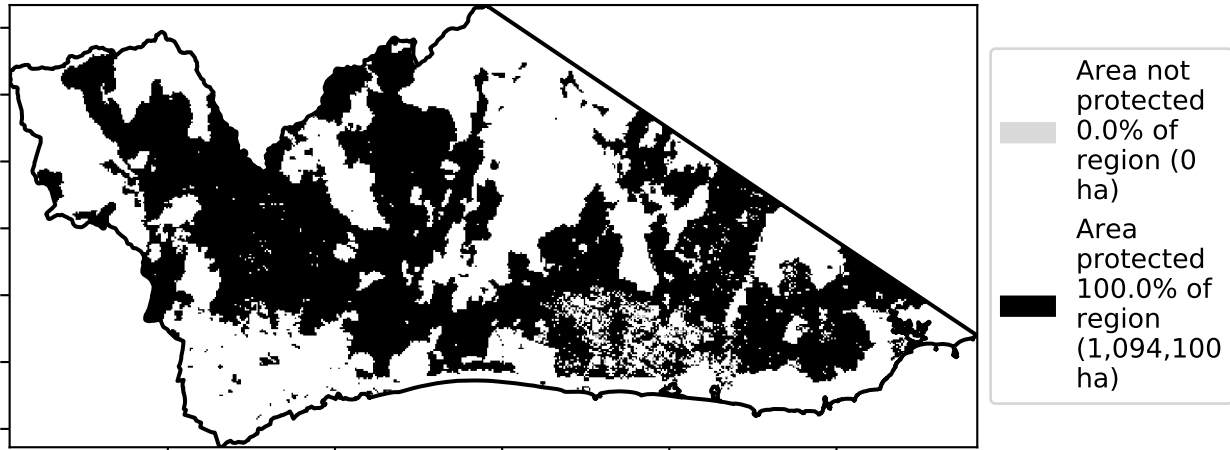 Area not
protected
0.0% of
region (0
ha)
Area
protected
100.0% of
region
(1,094,100
ha)